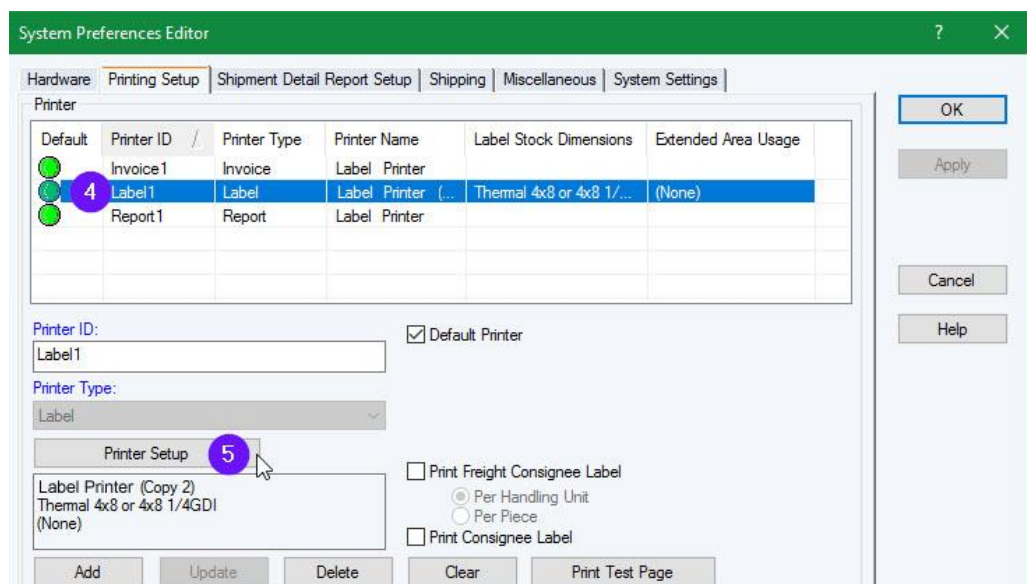 System Preferences Editor ? ×
Hardware Printing Setup Shipment Detail Report Setup Shipping Miscellaneous System Settings
Printer
OK
Default Printer ID / Printer Type Printer Name Label Stock Dimensions Extended Area Usage
Invoice1 Invoice Label Printer
Apply
4 Label1 Label Label Printer (... Thermal 4x8 or 4x8 1/... (None)
Report1 Report Label Printer
Cancel
Help
Printer ID:
Default Printer
Label1
Printer Type:
Label
Printer Setup 5
Print Freight Consignee Label
Label Printer (Copy 2)
Per Handling Unit
Thermal 4x8 or 4x8 1/4GDI
Per Piece
(None)
Print Consignee Label
Add Update Delete Clear Print Test Page